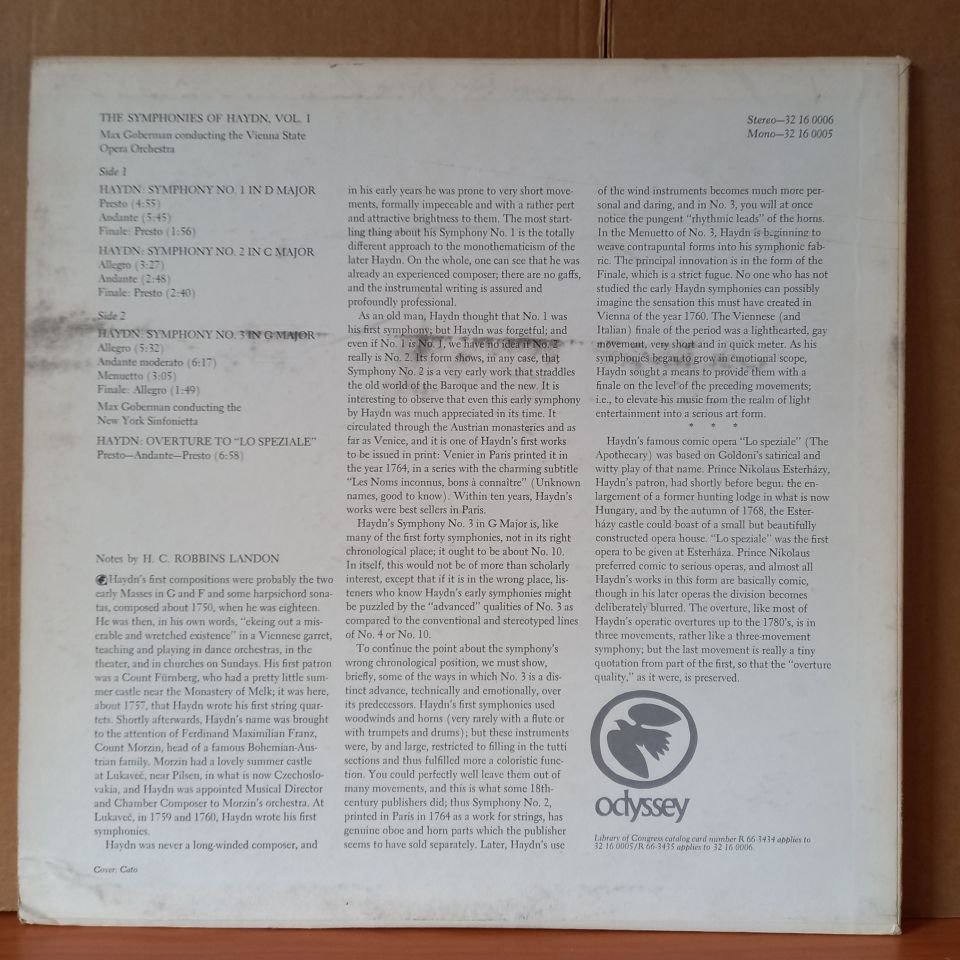 THE SYMPHONIES OF HAYDN, VOL. I
Max Goberman conducting the Vienna State
Opera Orchestra
Stereo—32 16 0006
Mono—32 16 0005
Side 1
HAYDN: SYMPHONY NO. 1 IN D MAJOR
Presto (4:55)
Andante (5:45)
Finale: Presto (1:56)
HAYDN: SYMPHONY NO. 2 IN C MAJOR
Allegro (3:27)
Andante (2:48)
Finale: Presto (2:40)
Side 2
HAYDN: SYMPHONY NO. 3 IN G MAJOR
Allegro (5:32)
Andante moderato (6:17)
Menuetto (3:05)
Finale: Allegro (1:49)
Max Goberman conducting the
New York Sinfonietta
HAYDN: OVERTURE TO "LO SPEZIALE"
Presto—Andante—Presto (6:58)
Notes by H. C. ROBBINS LANDON
Haydn's first compositions were probably the two
early Masses in G and F and some harpsichord sona-
tas, composed about 1750, when he was eighteen.
He was then, in his own words, "ekeing out a mis-
erable and wretched existence" in a Viennese garret,
teaching and playing in dance orchestras, in the
theater, and in churches on Sundays. His first patron
was a Count Fürnberg, who had a pretty little sum-
mer castle near the Monastery of Melk; it was here,
about 1757, that Haydn wrote his first string quar-
tets. Shortly afterwards, Haydn's name was brought
to the attention of Ferdinand Maximilian Franz,
Count Morzin, head of a famous Bohemian-Aus-
trian family. Morzin had a lovely summer castle
at Lukaveč, near Pilsen, in what is now Czechoslo-
vakia, and Haydn was appointed Musical Director
and Chamber Composer to Morzin's orchestra. At
Lukaveč, in 1759 and 1760, Haydn wrote his first
symphonies.
Haydn was never a long-winded composer, and
Cover: Cato
in his early years he was prone to very short move-
ments, formally impeccable and with a rather pert
and attractive brightness to them. The most start-
ling thing about his Symphony No. 1 is the totally
different approach to the monothematicism of the
later Haydn. On the whole, one can see that he was
already an experienced composer; there are no gaffs,
and the instrumental writing is assured and
profoundly professional.
As an old man, Haydn thought that No. 1 was
his first symphony; but Haydn was forgetful; and
even if No. 1 is No. 1, we have no idea if No. 2
really is No. 2. Its form shows, in any case, that
Symphony No. 2 is a very early work that straddles
the old world of the Baroque and the new. It is
interesting to observe that even this early symphony
by Haydn was much appreciated in its time. It
circulated through the Austrian monasteries and as
far as Venice, and it is one of Haydn's first works
to be issued in print: Venier in Paris printed it in
the year 1764, in a series with the charming subtitle
"Les Noms inconnus, bons à connaître" (Unknown
names, good to know). Within ten years, Haydn's
works were best sellers in Paris.
Haydn's Symphony No. 3 in G Major is, like
many of the first forty symphonies, not in its right
chronological place; it ought to be about No. 10.
In itself, this would not be of more than scholarly
interest, except that if it is in the wrong place, lis-
teners who know Haydn's early symphonies might
be puzzled by the "advanced" qualities of No. 3 as
compared to the conventional and stereotyped lines
of No. 4 or No. 10.
To continue the point about the symphony's
wrong chronological position, we must show,
briefly, some of the ways in which No. 3 is a dis-
tinct advance, technically and emotionally, over
its predecessors. Haydn's first symphonies used
woodwinds and horns (very rarely with a flute or
with trumpets and drums); but these instruments
were, by and large, restricted to filling in the tutti
sections and thus fulfilled more a coloristic func-
tion. You could perfectly well leave them out of
many movements, and this is what some 18th-
century publishers did; thus Symphony No. 2,
printed in Paris in 1764 as a work for strings, has
genuine oboe and horn parts which the publisher
seems to have sold separately. Later, Haydn's use
of the wind instruments becomes much more per-
sonal and daring, and in No. 3, you will at once
notice the pungent "rhythmic leads" of the horns.
In the Menuetto of No. 3, Haydn is beginning to
weave contrapuntal forms into his symphonic fab-
ric. The principal innovation is in the form of the
Finale, which is a strict fugue. No one who has not
studied the early Haydn symphonies can possibly
imagine the sensation this must have created in
Vienna of the year 1760. The Viennese (and
Italian) finale of the period was a lighthearted, gay
movement, very short and in quick meter. As his
symphonies began to grow in emotional scope,
Haydn sought a means to provide them with a
finale on the level of the preceding movements;
i.e., to elevate his music from the realm of light
entertainment into a serious art form.
* * *
Haydn's famous comic opera "Lo speziale" (The
Apothecary) was based on Goldoni's satirical and
witty play of that name. Prince Nikolaus Esterházy,
Haydn's patron, had shortly before begun the en-
largement of a former hunting lodge in what is now
Hungary, and by the autumn of 1768, the Ester-
házy castle could boast of a small but beautifully
constructed opera house. "Lo speziale" was the first
opera to be given at Esterháza. Prince Nikolaus
preferred comic to serious operas, and almost all
Haydn's works in this form are basically comic,
though in his later operas the division becomes
deliberately blurred. The overture, like most of
Haydn's operatic overtures up to the 1780's, is in
three movements, rather like a three-movement
symphony; but the last movement is really a tiny
quotation from part of the first, so that the "overture
quality," as it were, is preserved.
odyssey
Library of Congress catalog card number R 66-3434 applies to
32 16 0005/R 66-3435 applies to 32 16 0006.